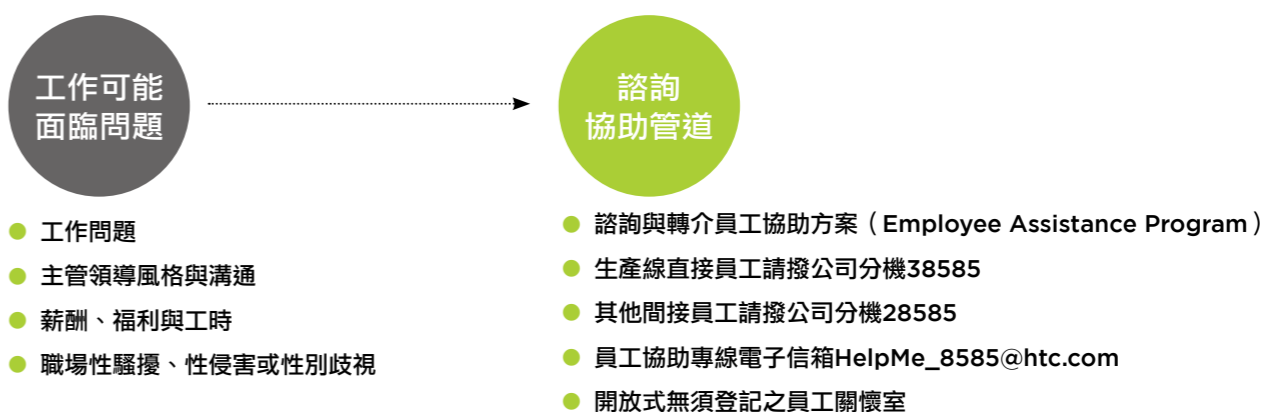 工作可能
面臨問題
諮詢
協助管道
工作問題
主管領導風格與溝通
薪酬、福利與工時
職場性騷擾、性侵害或性別歧視
諮詢與轉介員工協助方案（Employee Assistance Program）
生產線直接員工請撥公司分機38585
其他間接員工請撥公司分機28585
員工協助專線電子信箱HelpMe_8585@htc.com
開放式無須登記之員工關懷室